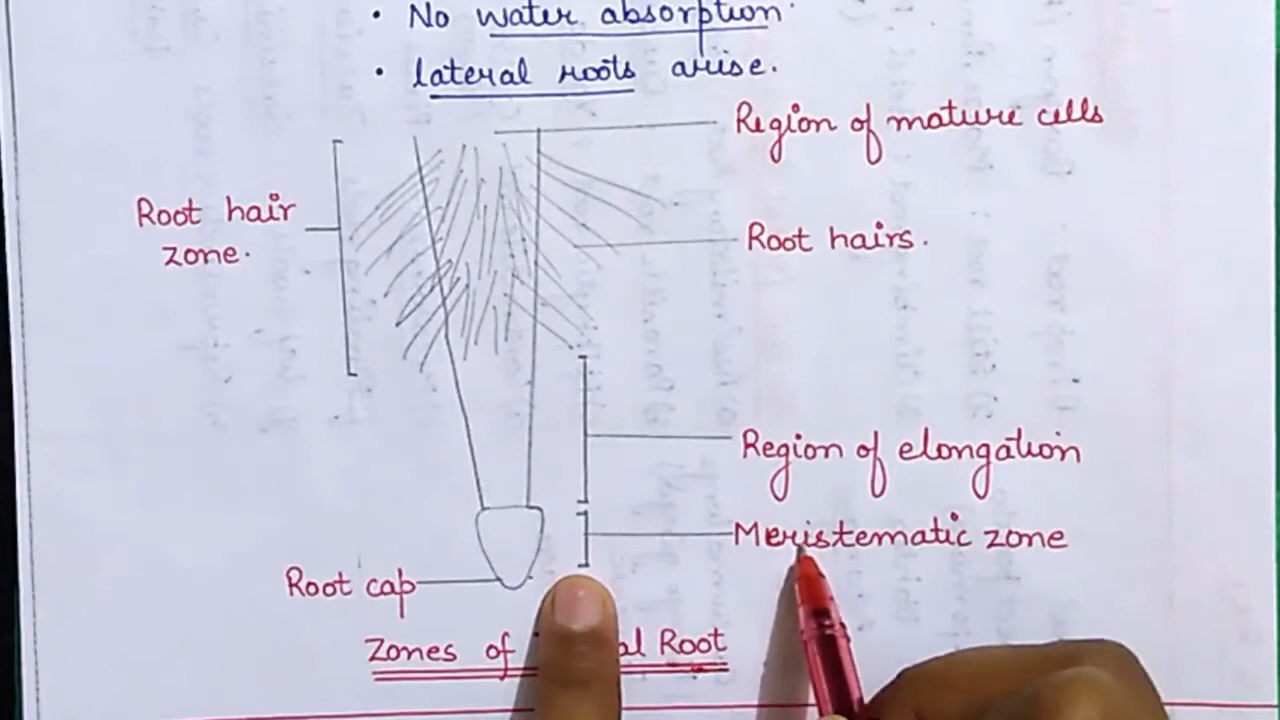 • No water absorption.
• lateral roots arise.
Region of mature cells
Root hair
zone.
Root hairs.
Region of elongation
Meristematic zone
Root cap
Zones of al Root